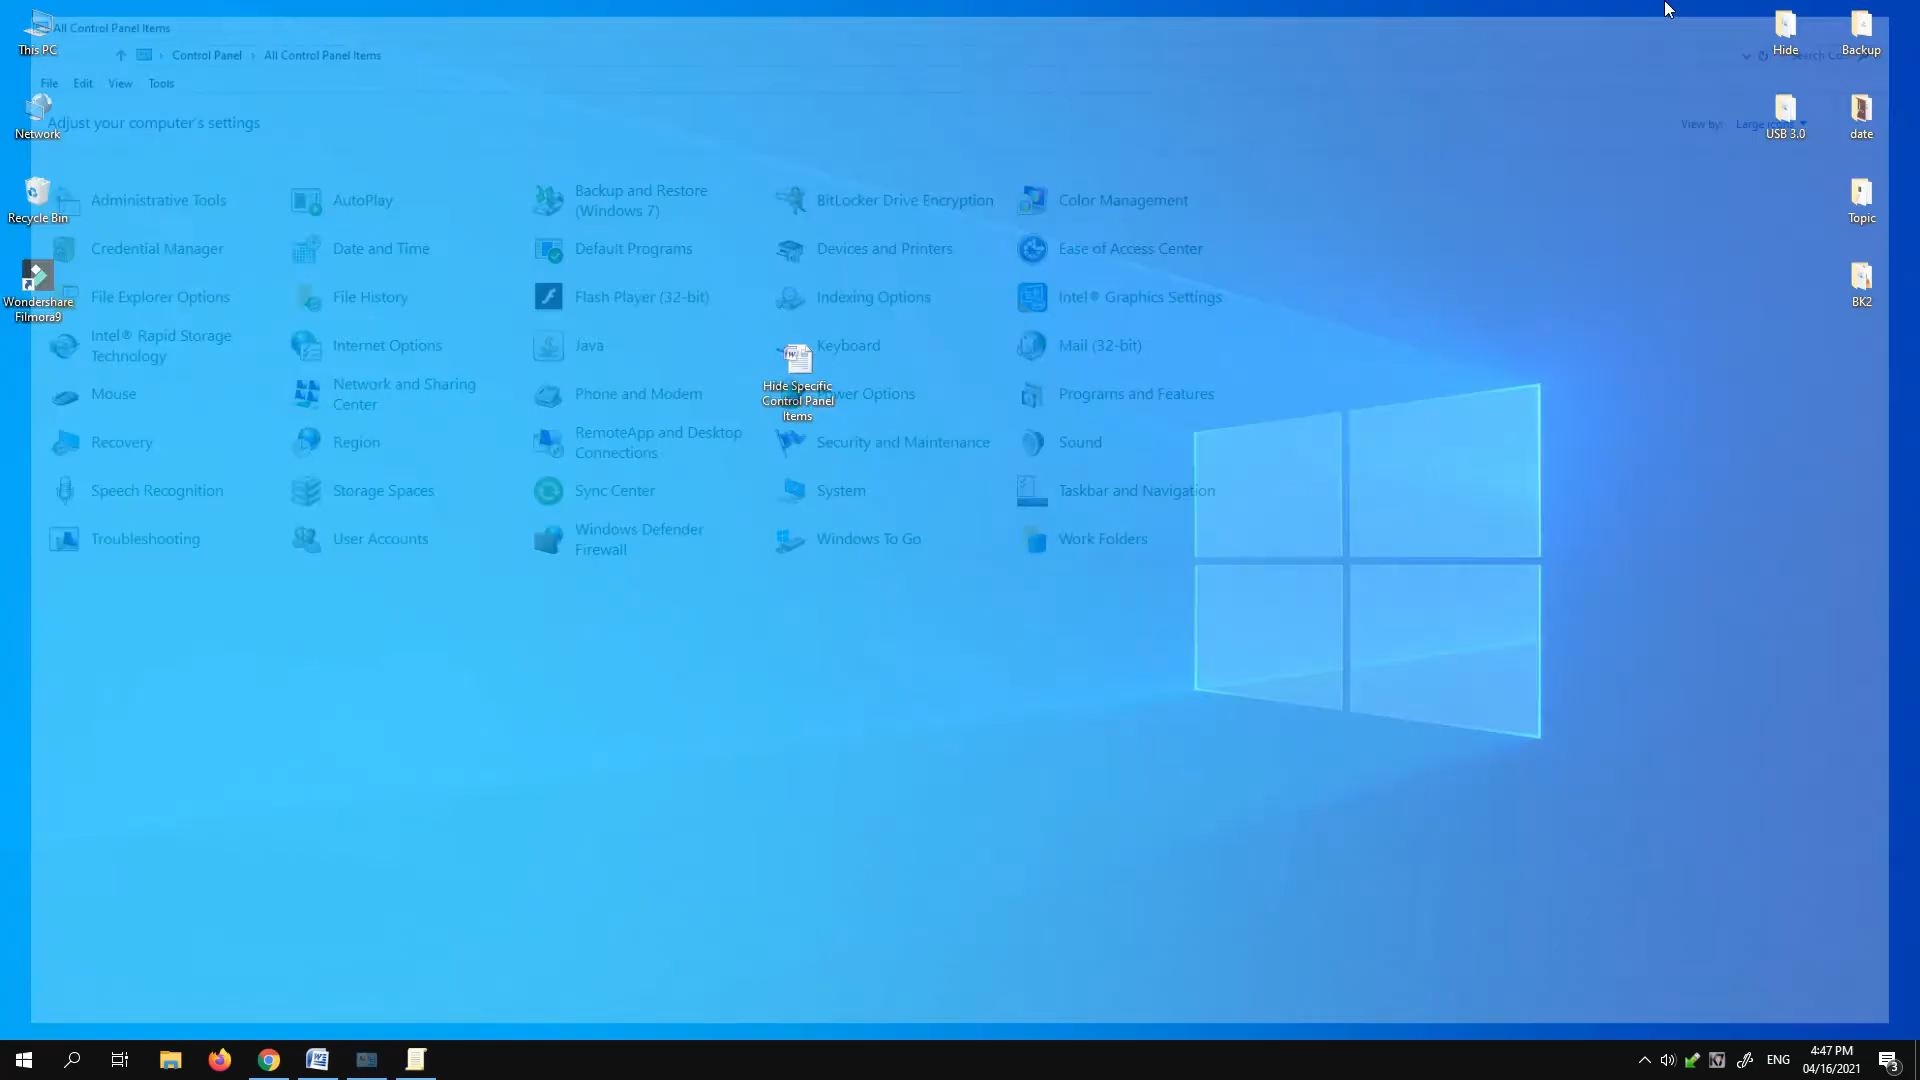 All Control Panel Items
This PC
Control Panel
All Control Panel Items
Hide
Backup
File Edit View Tools
Network
Adjust your computer's settings
View by: Large icons
USB 3.0
date
Recycle Bin
Administrative Tools
AutoPlay
Backup and Restore
(Windows 7)
BitLocker Drive Encryption
Color Management
Topic
Credential Manager
Date and Time
Default Programs
Devices and Printers
Ease of Access Center
Wondershare
Filmora9
File Explorer Options
File History
Flash Player (32-bit)
Indexing Options
Intel® Graphics Settings
BK2
Intel® Rapid Storage
Technology
Internet Options
Java
Keyboard
Mail (32-bit)
Hide Specific
Control Panel
Items
Mouse
Network and Sharing
Center
Phone and Modem
Power Options
Programs and Features
Recovery
Region
RemoteApp and Desktop
Connections
Security and Maintenance
Sound
Speech Recognition
Storage Spaces
Sync Center
System
Taskbar and Navigation
Troubleshooting
User Accounts
Windows Defender
Firewall
Windows To Go
Work Folders
ENG
4:47 PM
04/16/2021
3